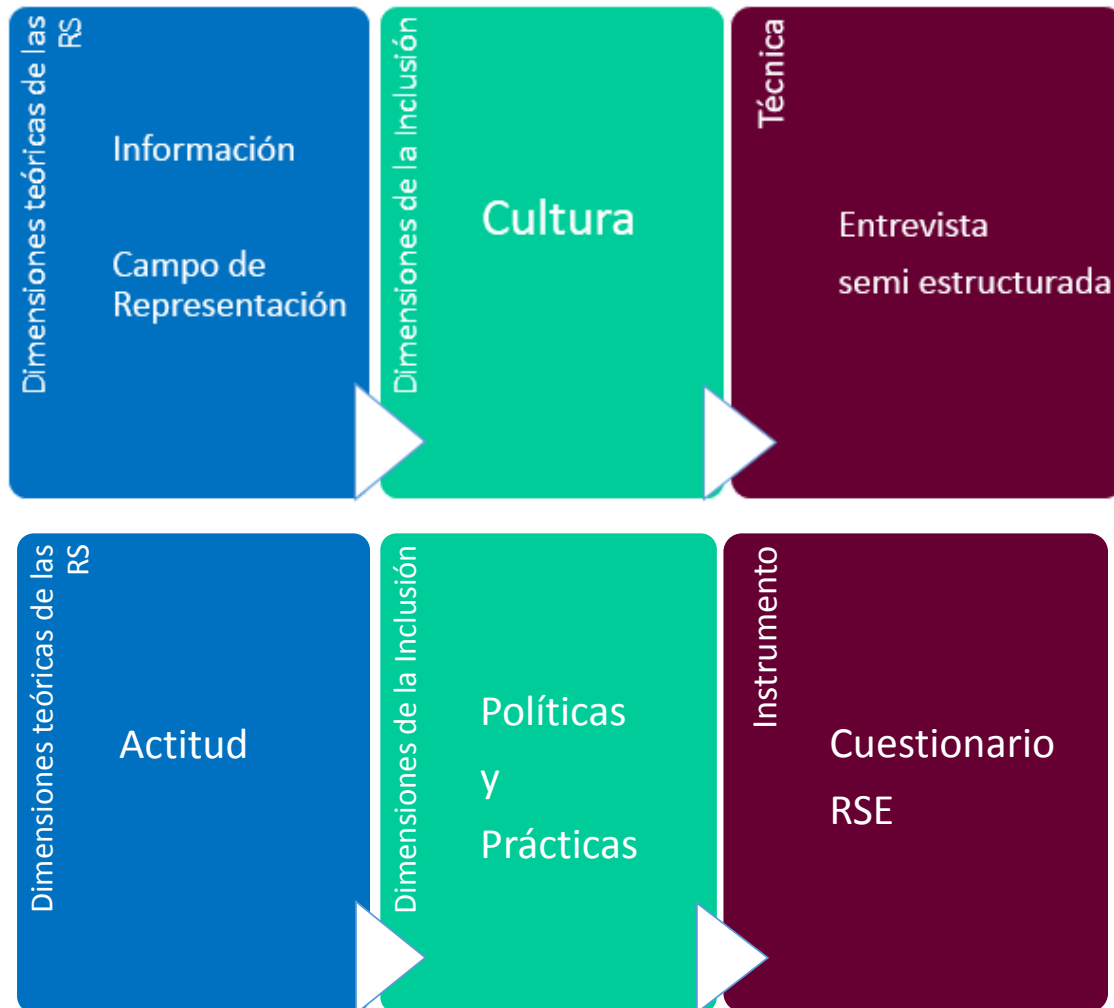 Dimensiones teóricas de las
RS
Información
Campo de
Representación
Dimensiones de la Inclusión
Cultura
Técnica
Entrevista
semi estructurada
Dimensiones teóricas de las
RS
Actitud
Dimensiones de la Inclusión
Políticas
y
Prácticas
Instrumento
Cuestionario
RSE